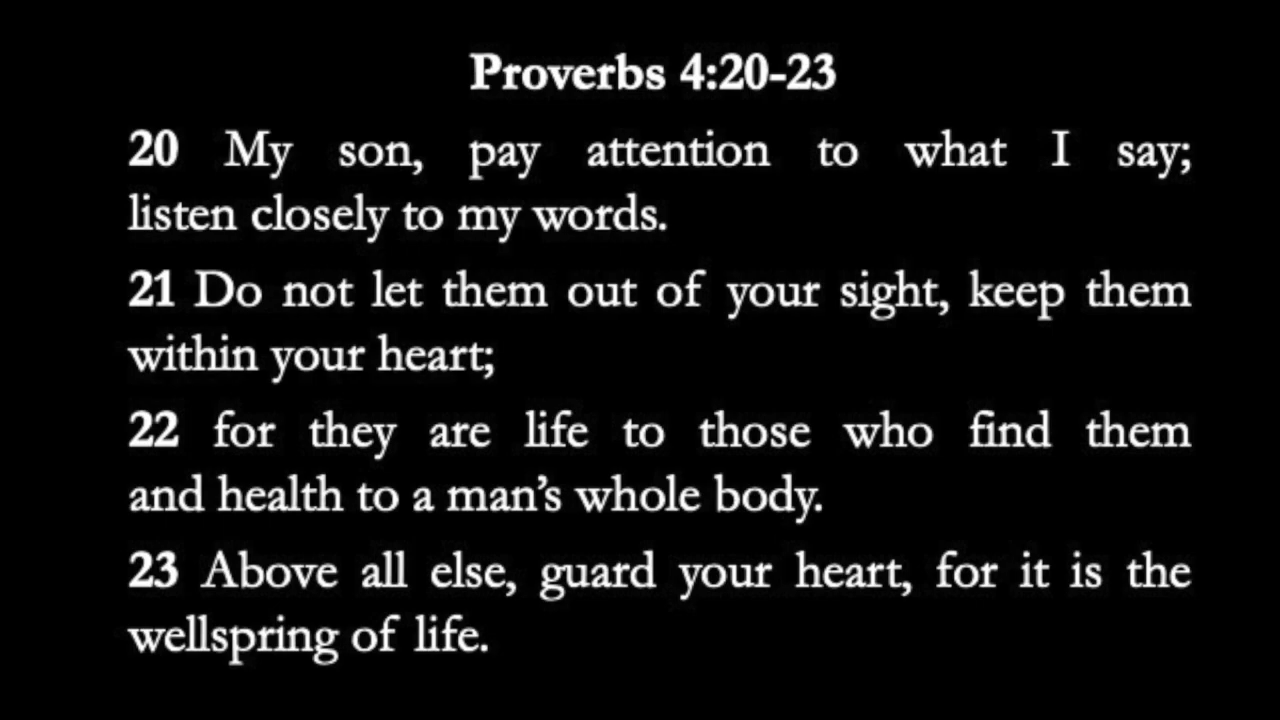 Proverbs 4:20-23
20 My son, pay attention to what I say;
listen closely to my words.
21 Do not let them out of your sight, keep them
within your heart;
22 for they are life to those who find them
and health to a man’s whole body.
23 Above all else, guard your heart, for it is the
wellspring of life.